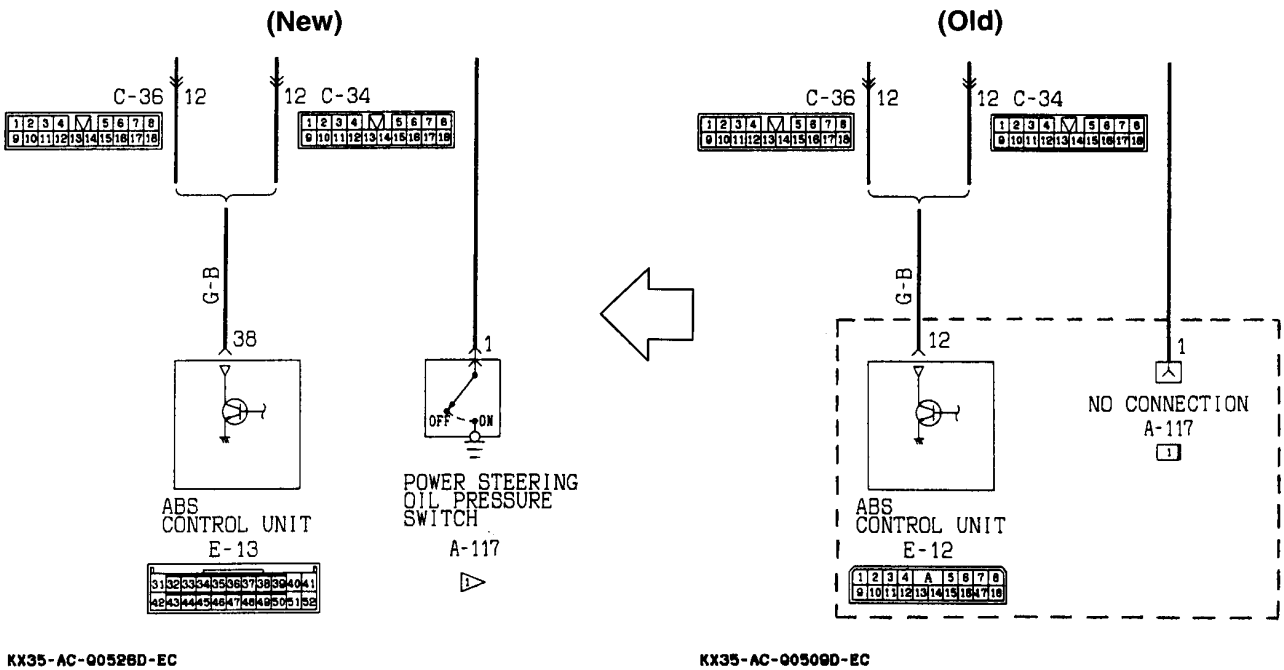 (New)
(Old)
C-36 12
12 C-34
1 2 3 4 5 6 7 8
9 10 11 12 13 14 15 16 17 18
1 2 3 4 5 6 7 8
9 10 11 12 13 14 15 16 17 18
G-B
38
1
OFF ON
ABS
CONTROL UNIT
E-13
31 32 33 34 35 36 37 38 39 40 41
42 43 44 45 46 47 48 49 50 51 52
POWER STEERING
OIL PRESSURE
SWITCH
A-117
1
C-36 12
12 C-34
1 2 3 4 5 6 7 8
9 10 11 12 13 14 15 16 17 18
1 2 3 4 5 6 7 8
9 10 11 12 13 14 15 16 17 18
G-B
12
1
NO CONNECTION
A-117
1
ABS
CONTROL UNIT
E-12
1 2 3 4 A 5 6 7 8
9 10 11 12 13 14 15 16 17 18
KX35-AC-Q0526D-EC
KX35-AC-Q0509D-EC